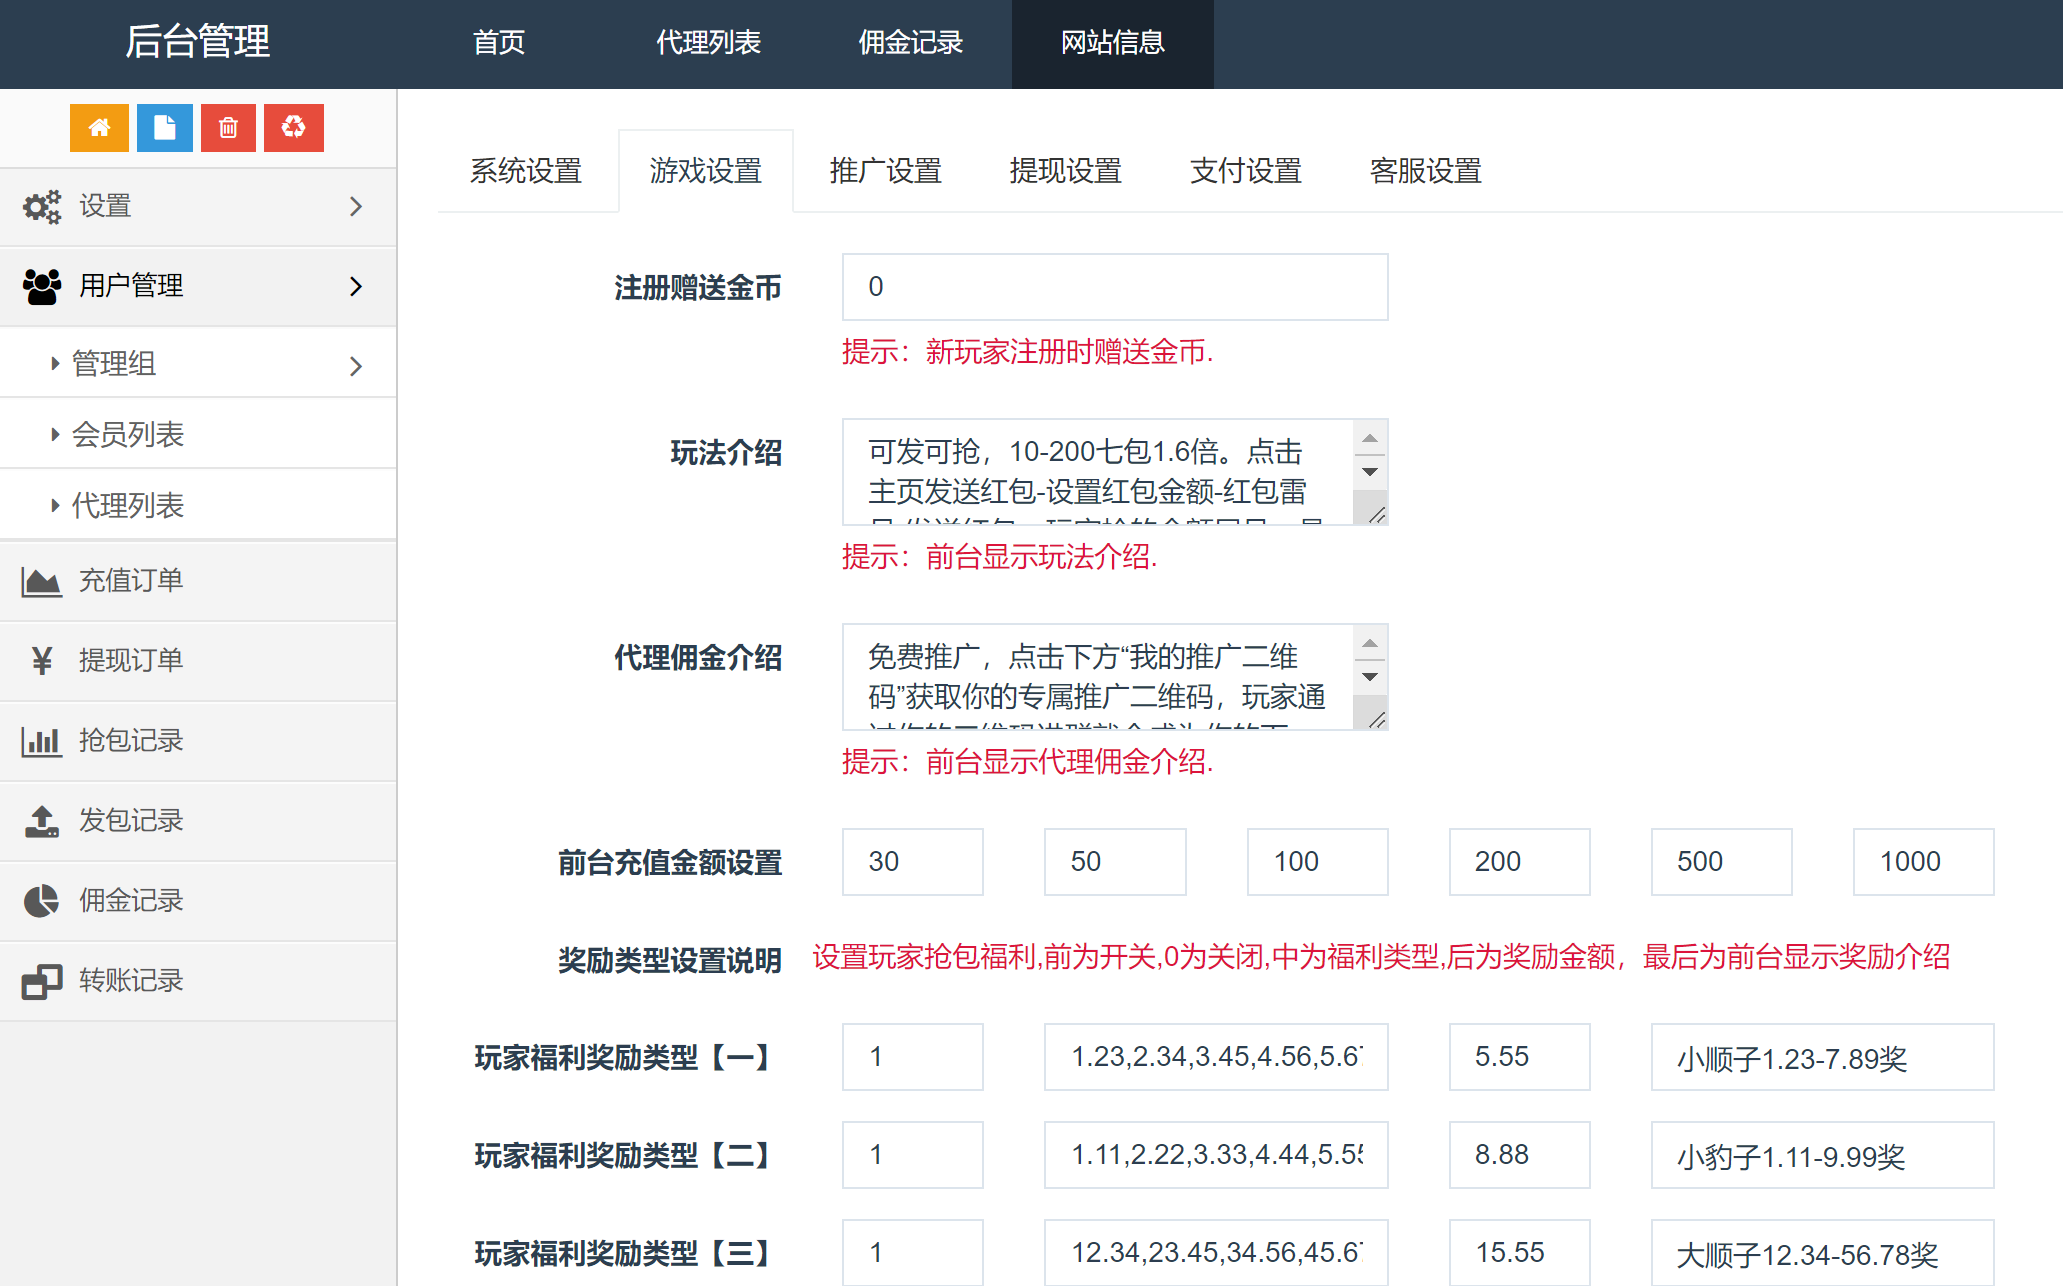 后台管理
首页
代理列表
佣金记录
网站信息
设置
用户管理
管理组
会员列表
代理列表
充值订单
提现订单
抢包记录
发包记录
佣金记录
转账记录
系统设置
游戏设置
推广设置
提现设置
支付设置
客服设置
注册赠送金币
0
提示：新玩家注册时赠送金币.
玩法介绍
可发可抢，10-200七包1.6倍。点击
主页发送红包-设置红包金额-红包雷
提示：前台显示玩法介绍.
代理佣金介绍
免费推广，点击下方“我的推广二维
码”获取你的专属推广二维码，玩家通
提示：前台显示代理佣金介绍.
前台充值金额设置
30
50
100
200
500
1000
奖励类型设置说明
设置玩家抢包福利,前为开关,0为关闭,中为福利类型,后为奖励金额，最后为前台显示奖励介绍
玩家福利奖励类型【一】
1
1.23,2.34,3.45,4.56,5.67
5.55
小顺子1.23-7.89奖
玩家福利奖励类型【二】
1
1.11,2.22,3.33,4.44,5.55
8.88
小豹子1.11-9.99奖
玩家福利奖励类型【三】
1
12.34,23.45,34.56,45.67
15.55
大顺子12.34-56.78奖